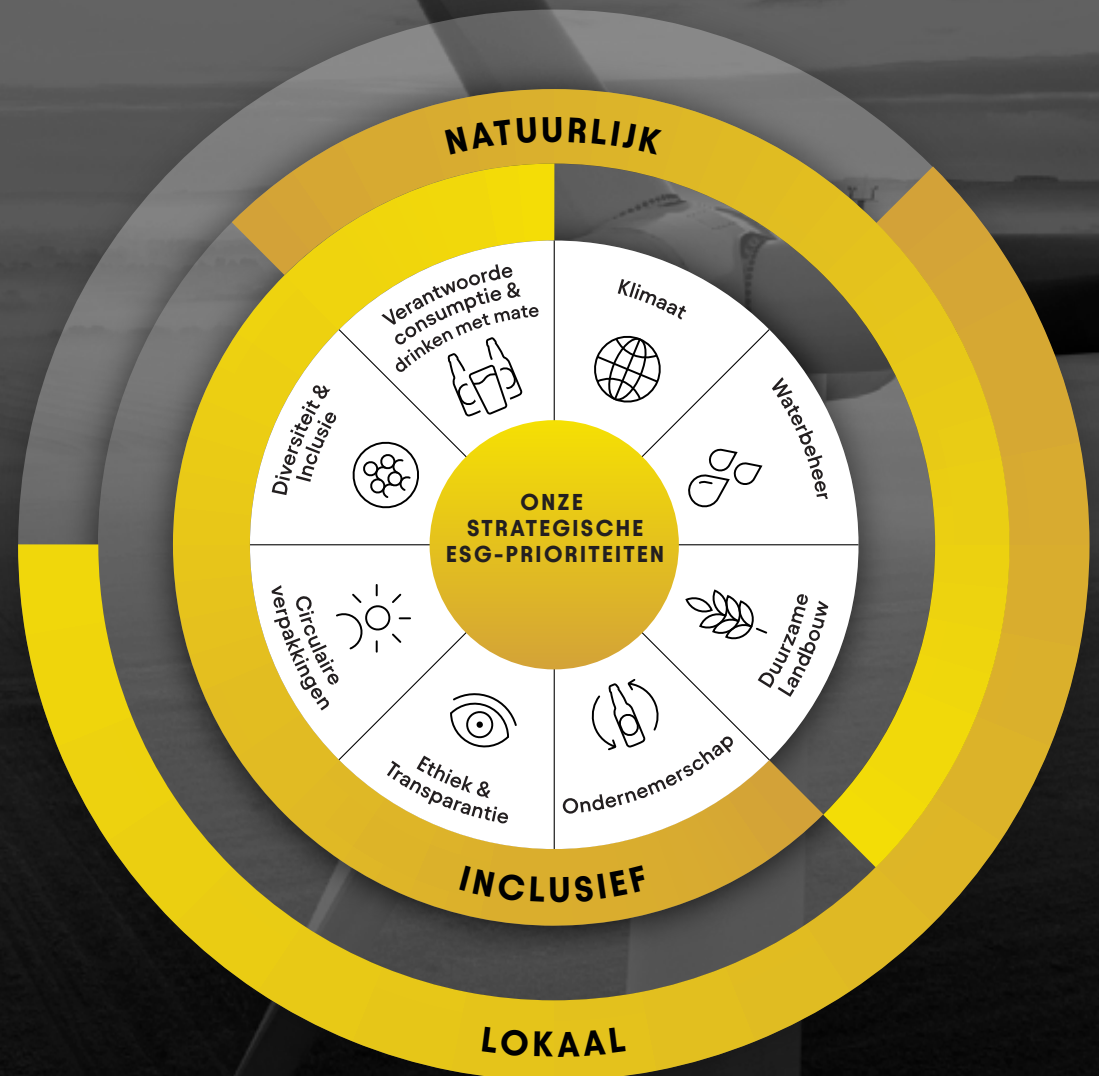 NATUURLIJK
Verantwoorde
consumptie &
drinken met mate
Klimaat
Waterbeheer
Duurzame
Landbouw
Ondernemerschap
Ethiek &
Transparantie
Circulaire
verpakkingen
Diversiteit &
Inclusie
ONZE
STRATEGISCHE
ESG-PRIORITEITEN
INCLUSIEF
LOKAAL